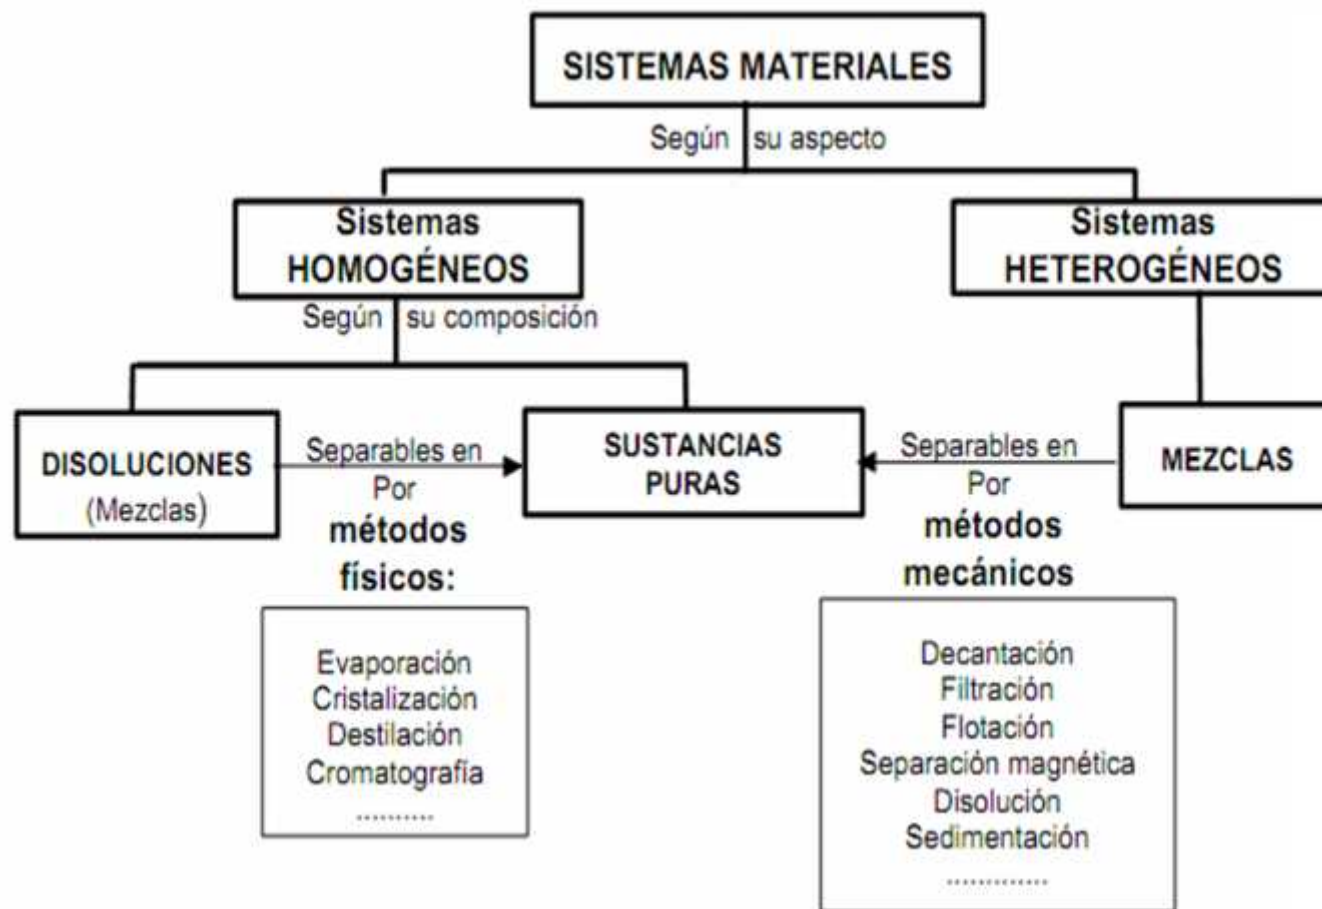 SISTEMAS MATERIALES
Según su aspecto
Sistemas
HOMOGÉNEOS
Sistemas
HETEROGÉNEOS
Según su composición
DISOLUCIONES
(Mezclas)
Separables en
Por
métodos
físicos:
SUSTANCIAS
PURAS
Separables en
Por
métodos
mecánicos
MEZCLAS
Evaporación
Cristalización
Destilación
Cromatografía
..........
Decantación
Filtración
Flotación
Separación magnética
Disolución
Sedimentación
.............